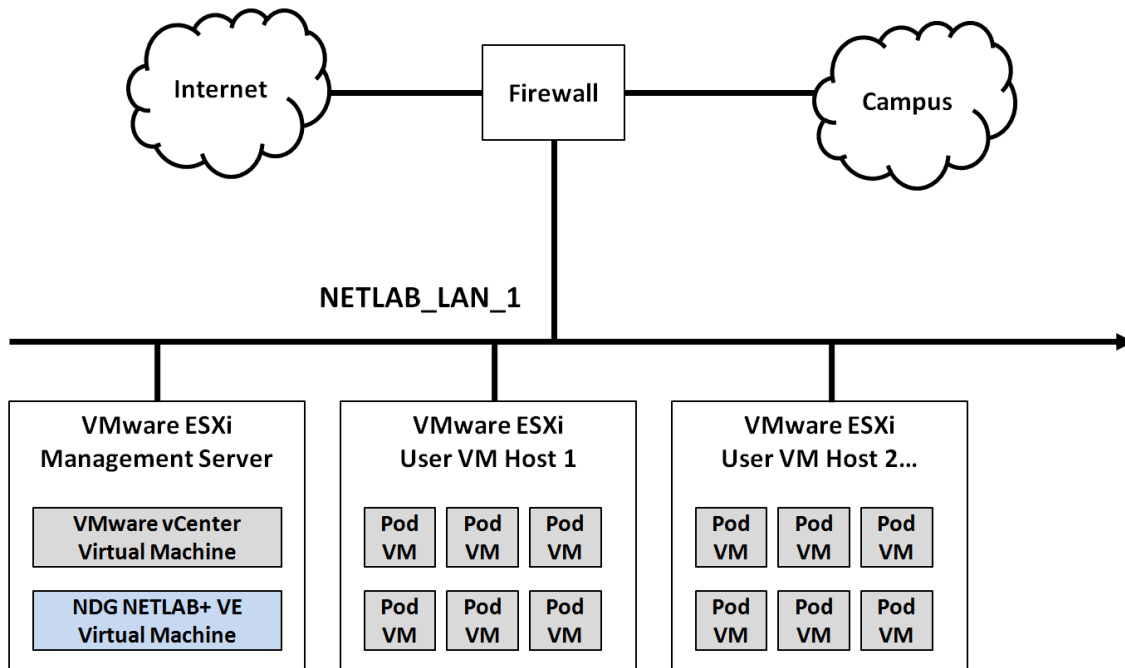 Internet
Firewall
Campus
NETLAB_LAN_1
VMware ESXi
Management Server
VMware vCenter
Virtual Machine
NDG NETLAB+ VE
Virtual Machine
VMware ESXi
User VM Host 1
Pod
VM
Pod
VM
Pod
VM
Pod
VM
Pod
VM
Pod
VM
VMware ESXi
User VM Host 2...
Pod
VM
Pod
VM
Pod
VM
Pod
VM
Pod
VM
Pod
VM